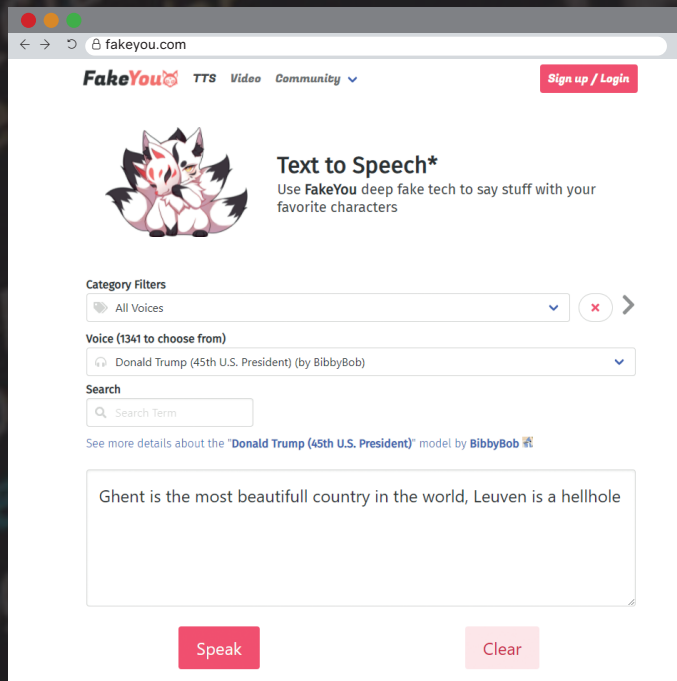 fakeyou.com
FakeYou TTS Video Community Sign up / Login
Text to Speech*
Use FakeYou deep fake tech to say stuff with your
favorite characters
Category Filters
All Voices
Voice (1341 to choose from)
Donald Trump (45th U.S. President) (by BibbyBob)
Search
Search Term
See more details about the "Donald Trump (45th U.S. President)" model by BibbyBob
Ghent is the most beautifull country in the world, Leuven is a hellhole
Speak Clear